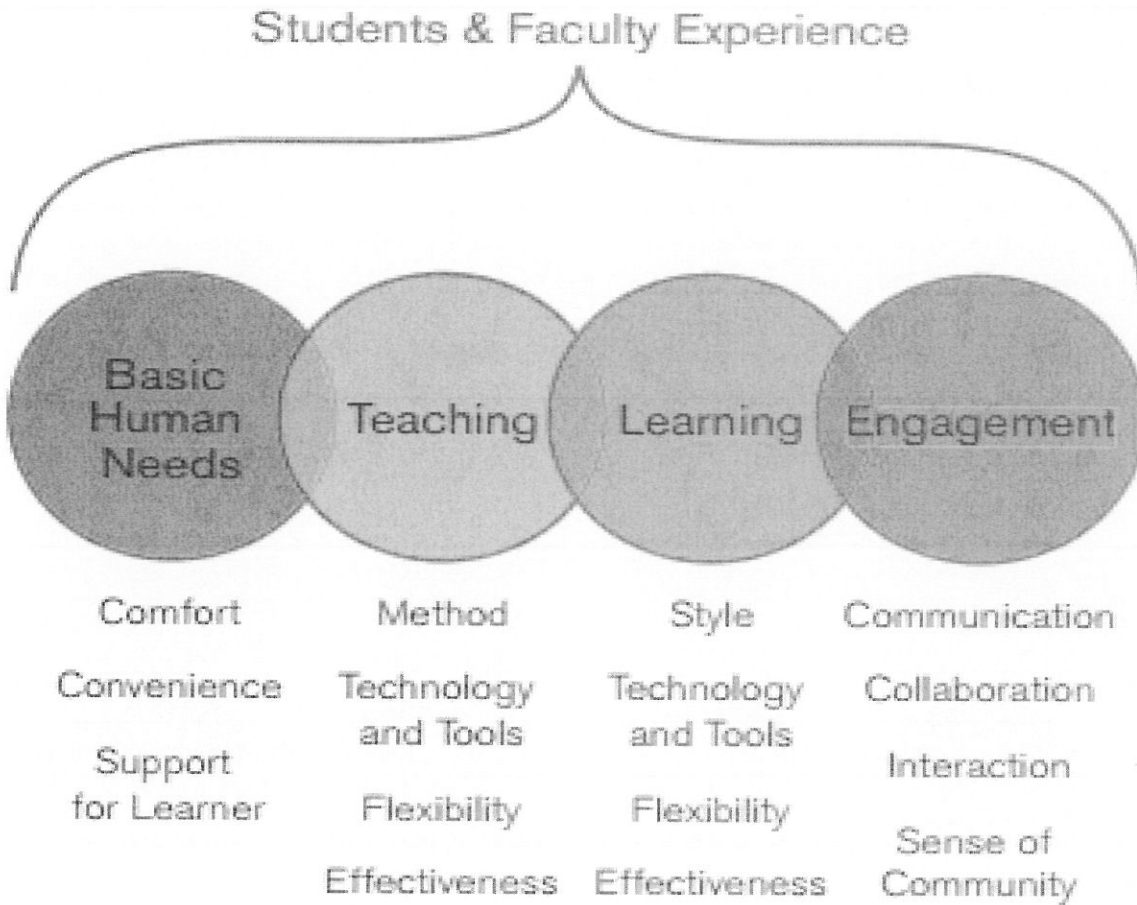 Students & Faculty Experience
Basic
Human
Needs
Teaching
Learning
Engagement
Comfort
Convenience
Support
for Learner
Method
Technology
and Tools
Flexibility
Effectiveness
Style
Technology
and Tools
Flexibility
Effectiveness
Communication
Collaboration
Interaction
Sense of
Community